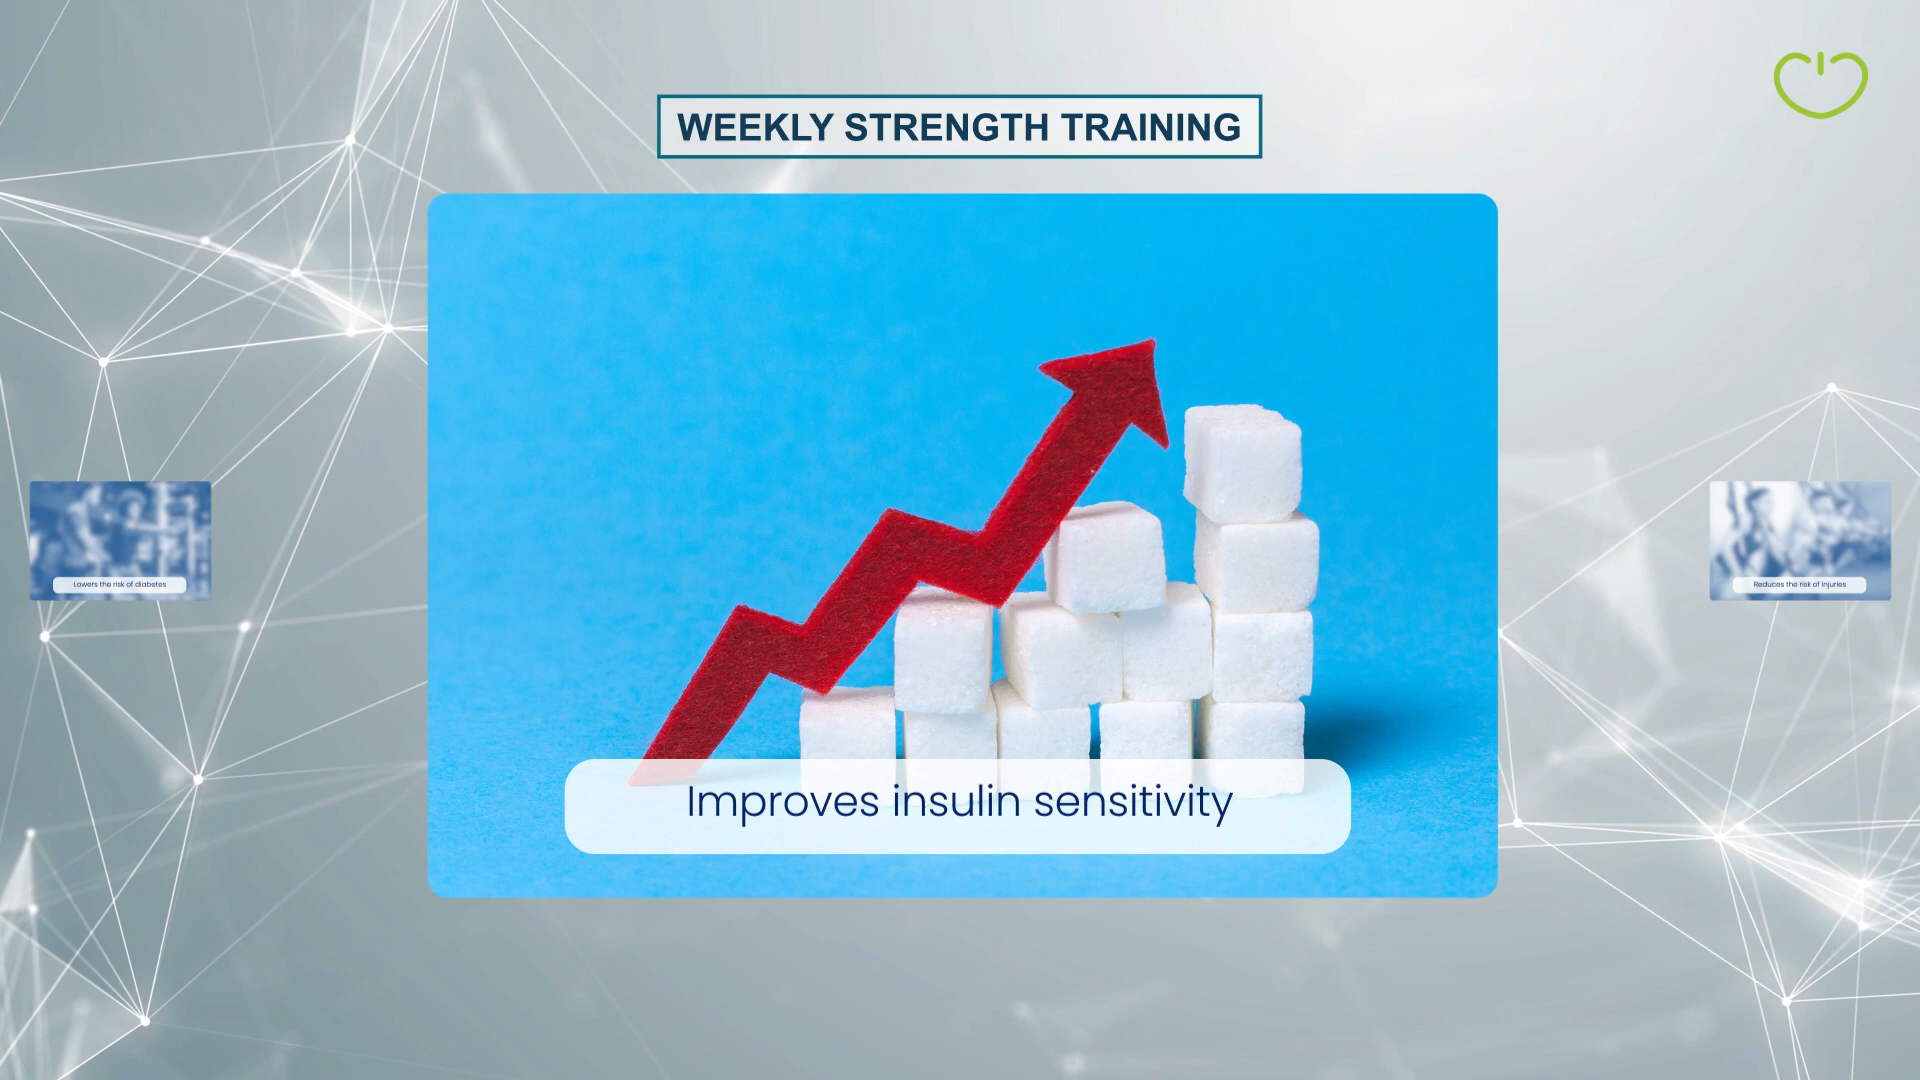 WEEKLY STRENGTH TRAINING
Lowers the risk of diabetes
Improves insulin sensitivity
Reduces the risk of injuries